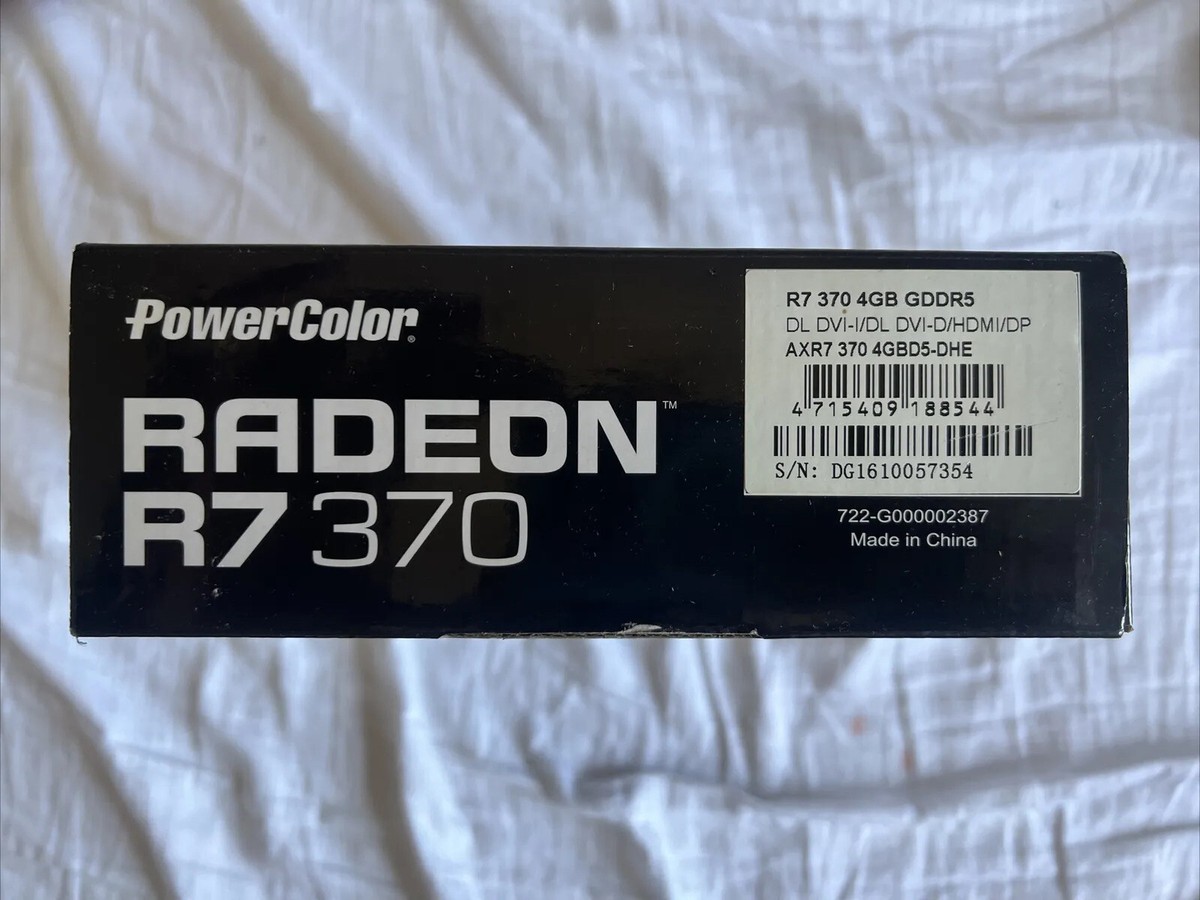 PowerColor®
RADEON™
R7 370
R7 370 4GB GDDR5
DL DVI-I/DL DVI-D/HDMI/DP
AXR7 370 4GBD5-DHE
4 715409 188544
S/N: DG1610057354
722-G000002387
Made in China